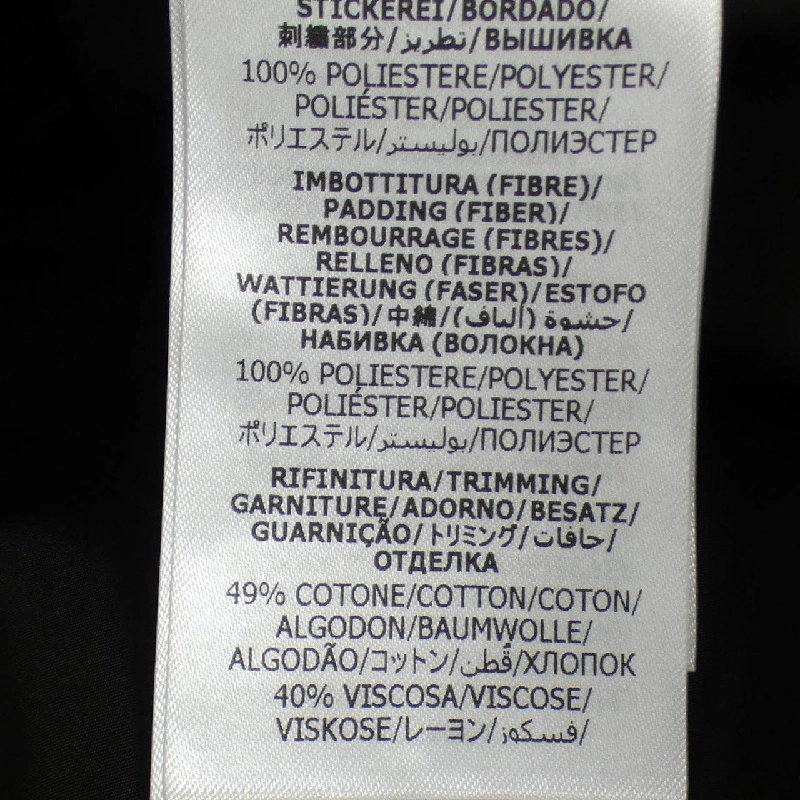 STICKEREI/BORDADO/
刺繍部分/تطريز/ВЫШИВКА
100% POLIESTERE/POLYESTER/
POLIÉSTER/POLIESTER/
ポリエステル/بوليستر/ПОЛИЭСТЕР
IMBOTTITURA (FIBRE)/
PADDING (FIBER)/
REMBOURRAGE (FIBRES)/
RELLENO (FIBRAS)/
WATTIERUNG (FASER)/ESTOFO
(FIBRAS)/中綿/حشوة (ألياف)/
НАБИВКА (ВОЛОКНА)
100% POLIESTERE/POLYESTER/
POLIÉSTER/POLIESTER/
ポリエステル/بوليستر/ПОЛИЭСТЕР
RIFINITURA/TRIMMING/
GARNITURE/ADORNO/BESATZ/
GUARNIÇÃO/トリミング/حافات/
ОТДЕЛКА
49% COTONE/COTTON/COTON/
ALGODON/BAUMWOLLE/
ALGODÃO/コットン/قُطن/ХЛОПОК
40% VISCOSA/VISCOSE/
VISKOSE/レーヨン/فسكوز/